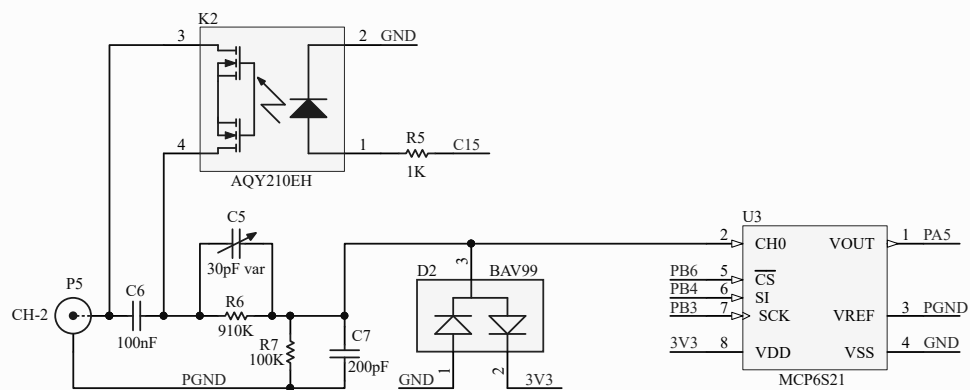 K2
3
2 GND
4
1
R5
C15
1K
AQY210EH
C5
30pF var
U3
2
CH0
VOUT
1 PA5
P5
CH-2
C6
100nF
R6
910K
R7
100K
C7
200pF
PGND
D2
3
BAV99
GND
1
2
3V3
PB6 5
CS
PB4 6
SI
PB3 7
SCK
VREF
3 PGND
3V3 8
VDD
VSS
4 GND
MCP6S21